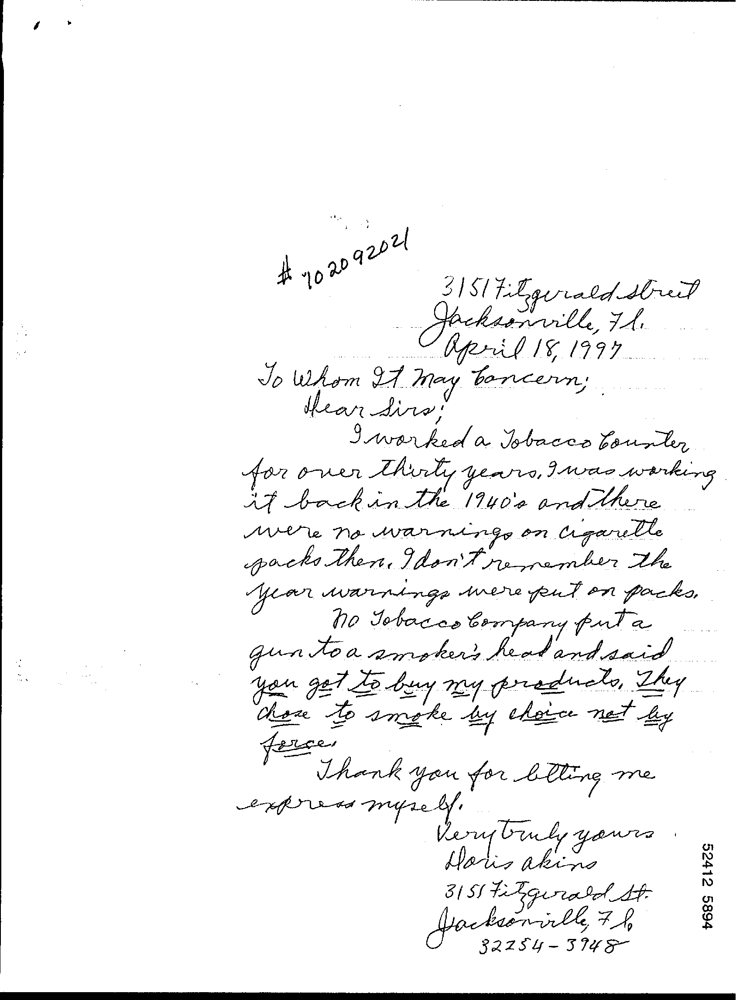 # 702092021
3151 Fitzgerald street
Jacksonville, Fl.
April 18, 1997
To Whom It May Concern;
Dear Sirs;
I worked a Tobacco Counter
for over thirty years. I was working
it back in the 1940's and there
were no warnings on cigarette
packs then. I don't remember the
year warnings were put on packs.
No Tobacco Company put a
gun to a smoker's head and said
you got to buy my products. They
chose to smoke by choice not by
force.
Thank you for letting me
express myself.
Very truly yours
Doris Akins
3151 Fitzgerald St.
Jacksonville, Fl.
32254-3948
52412 5894